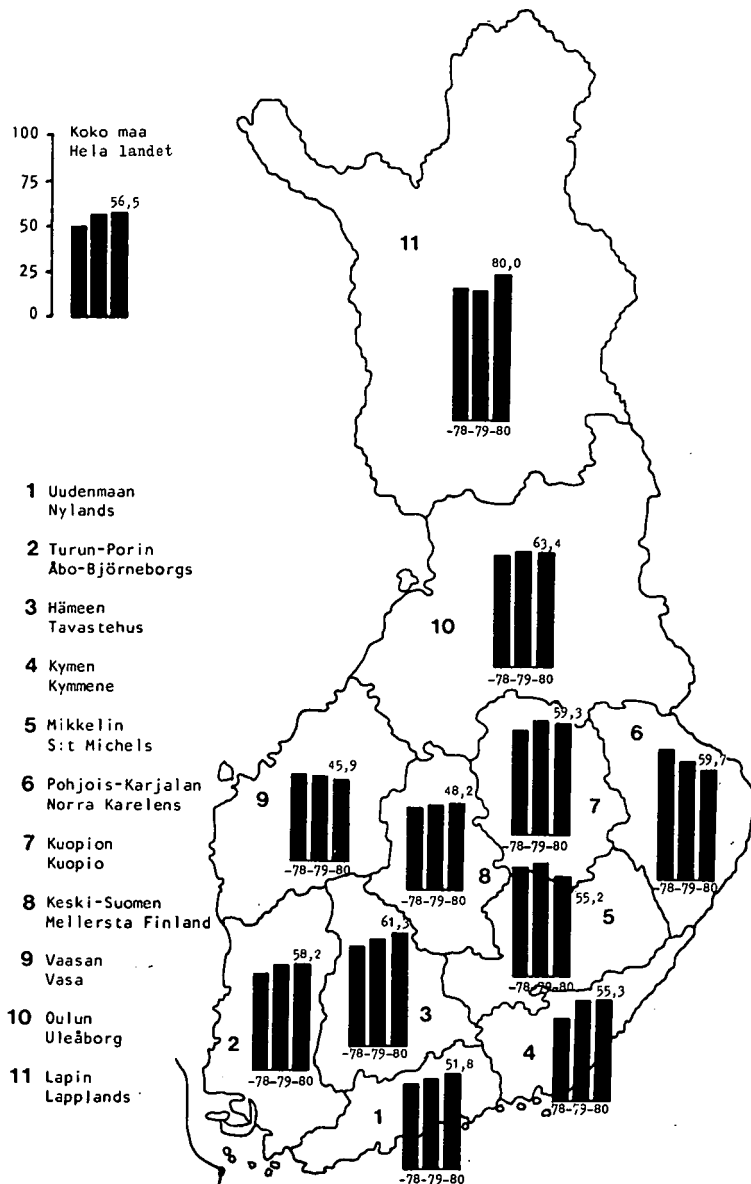 100
Koko maa
Hela landet
75
56,5
50
25
0
11
80,0
-78-79-80
1 Uudenmaan
Nylands
2 Turun-Porin
Åbo-Björneborgs
3 Hämeen
Tavastehus
4 Kymen
Kymmene
5 Mikkelin
S:t Michels
6 Pohjois-Karjalan
Norra Karelens
7 Kuopion
Kuopio
8 Keski-Suomen
Mellersta Finland
9 Vaasan
Vasa
10 Oulun
Uleåborg
11 Lapin
Lapplands
63,4
10
-78-79-80
59,3
7
-78-79-80
6
59,7
-78-79-80
45,9
9
-78-79-80
48,2
8
-78-79-80
55,2
5
-78-79-80
58,2
2
-78-79-80
3
-78-79-80
55,3
4
-78-79-80
51,8
1
-78-79-80